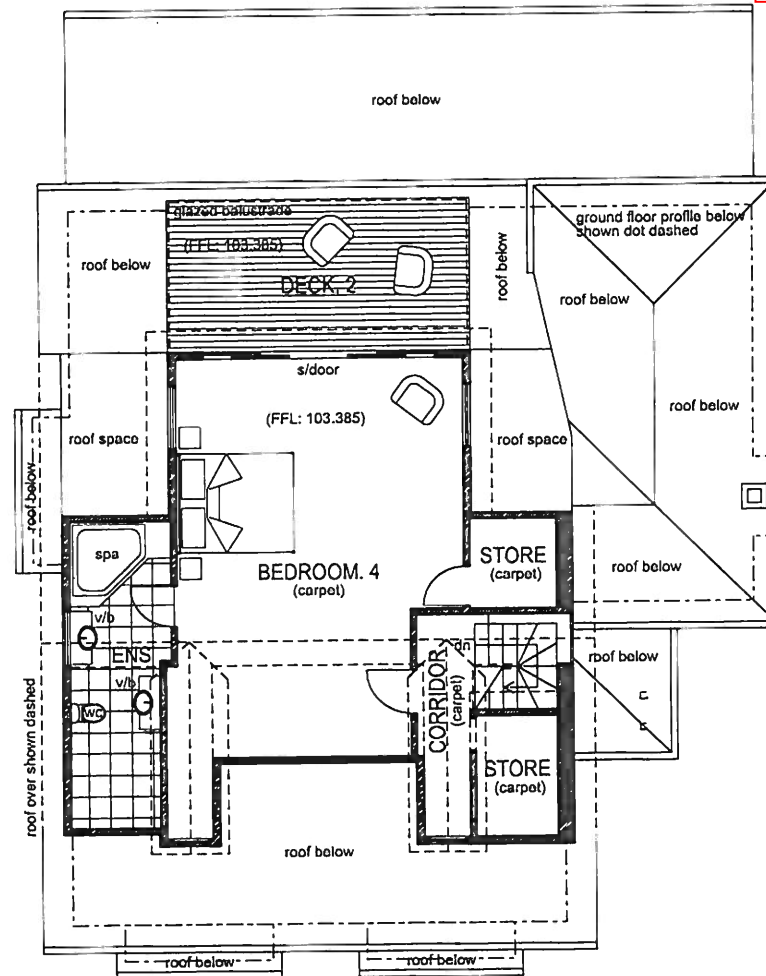 roof below
glazed balustrade
(FFL: 103.385)
DECK. 2
roof below
roof below
ground floor profile below
shown dot dashed
roof below
roof below
s/door
(FFL: 103.385)
roof space
roof space
roof below
spa
BEDROOM. 4
(carpet)
STORE
(carpet)
roof below
v/b
ENS
v/b
wc
dn
CORRIDOR
(carpet)
roof below
STORE
(carpet)
roof over shown dashed
roof below
roof below
roof below